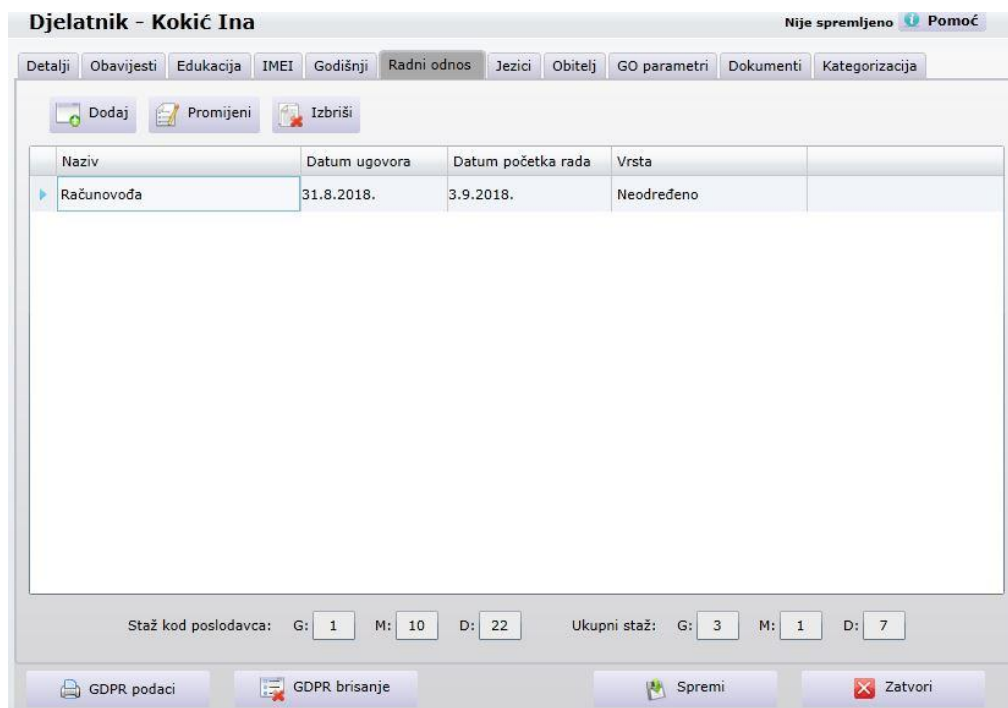 Djelatnik - Kokić Ina Nije spremljeno Pomoć
Detalji Obavijesti Edukacija IMEI Godišnji Radni odnos Jezici Obitelj GO parametri Dokumenti Kategorizacija
Dodaj Promijeni Izbriši
Naziv Datum ugovora Datum početka rada Vrsta
Računovođa 31.8.2018. 3.9.2018. Neodređeno
Staž kod poslodavca: G: 1 M: 10 D: 22 Ukupni staž: G: 3 M: 1 D: 7
GDPR podaci GDPR brisanje Spremi Zatvori